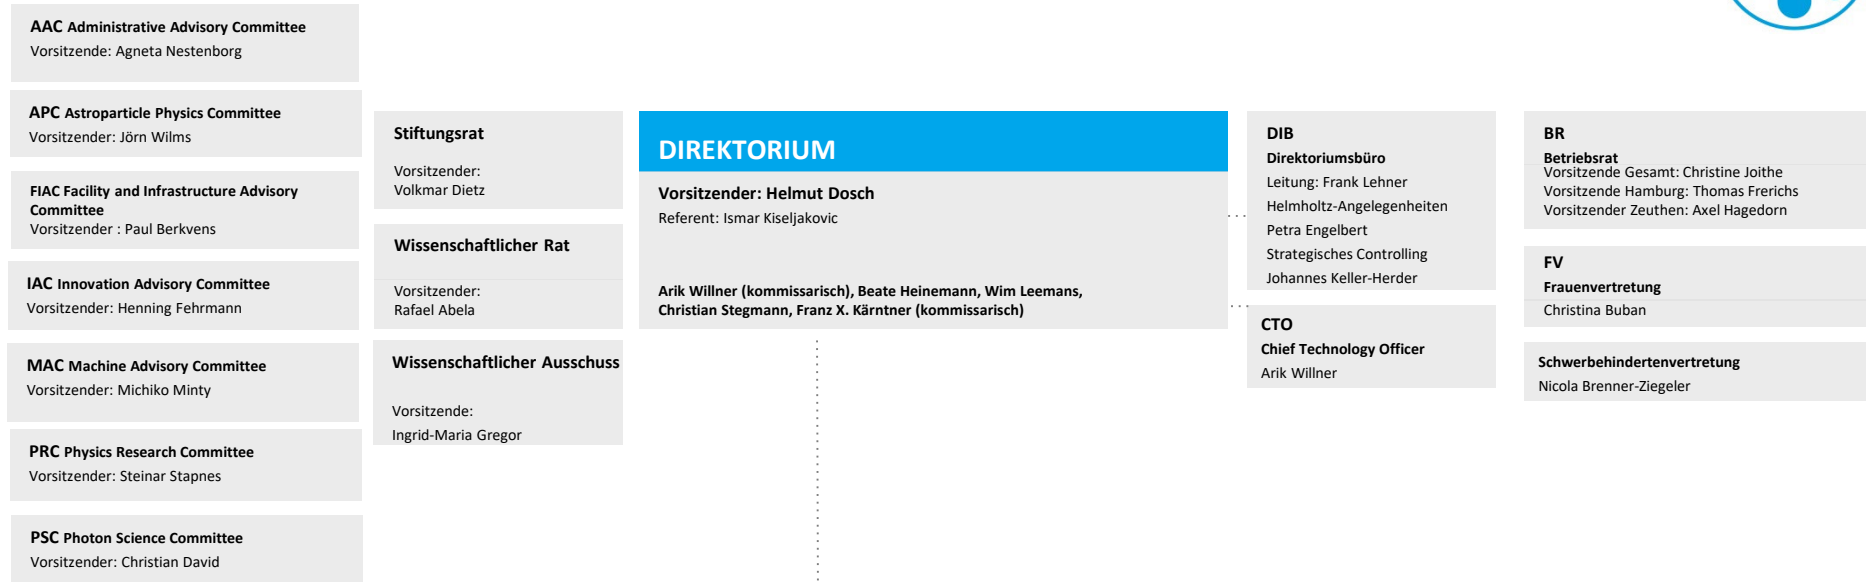 AAC Administrative Advisory Committee
Vorsitzende: Agneta Nestenborg
APC Astroparticle Physics Committee
Vorsitzender: Jörn Wilms
FIAC Facility and Infrastructure Advisory
Committee
Vorsitzender : Paul Berkvens
IAC Innovation Advisory Committee
Vorsitzender: Henning Fehrmann
MAC Machine Advisory Committee
Vorsitzender: Michiko Minty
PRC Physics Research Committee
Vorsitzender: Steinar Stapnes
PSC Photon Science Committee
Vorsitzender: Christian David
Stiftungsrat
Vorsitzender:
Volkmar Dietz
Wissenschaftlicher Rat
Vorsitzender:
Rafael Abela
Wissenschaftlicher Ausschuss
Vorsitzende:
Ingrid-Maria Gregor
DIREKTORIUM
Vorsitzender: Helmut Dosch
Referent: Ismar Kiseljakovic
Arik Willner (kommissarisch), Beate Heinemann, Wim Leemans,
Christian Stegmann, Franz X. Kärntner (kommissarisch)
DIB
Direktoriumsbüro
Leitung: Frank Lehner
Helmholtz-Angelegenheiten
Petra Engelbert
Strategisches Controlling
Johannes Keller-Herder
CTO
Chief Technology Officer
Arik Willner
BR
Betriebsrat
Vorsitzende Gesamt: Christine Joithe
Vorsitzende Hamburg: Thomas Frerichs
Vorsitzender Zeuthen: Axel Hagedorn
FV
Frauenvertretung
Christina Buban
Schwerbehindertenvertretung
Nicola Brenner-Ziegeler